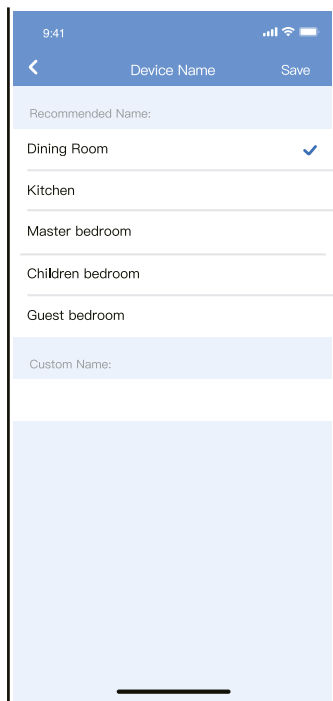 9:41
Device Name Save
Recommended Name:
Dining Room
Kitchen
Master bedroom
Children bedroom
Guest bedroom
Custom Name: